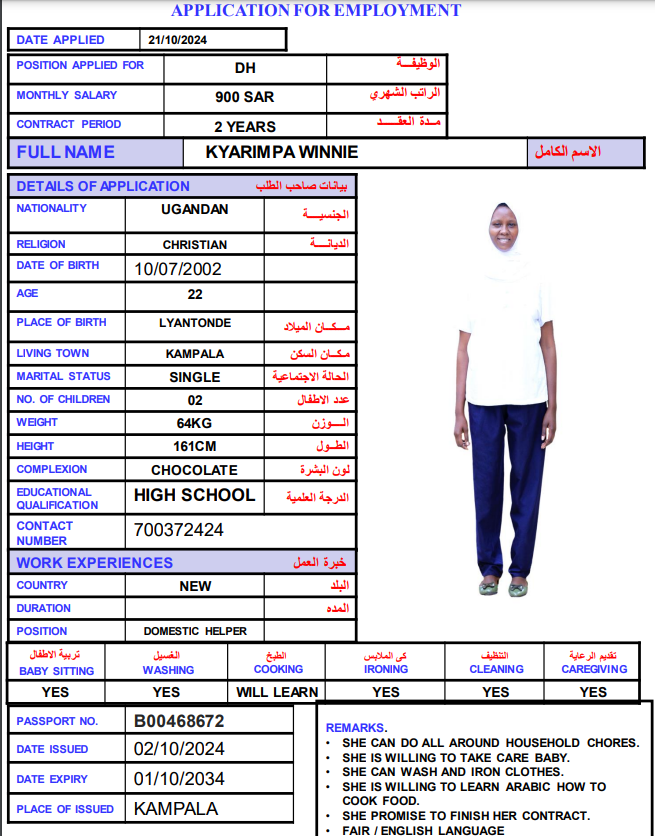 APPLICATION FOR EMPLOYMENT
DATE APPLIED 21/10/2024
POSITION APPLIED FOR DH الوظيفـــة
MONTHLY SALARY 900 SAR الراتب الشهري
CONTRACT PERIOD 2 YEARS مـدة العقـــد
FULL NAME KYARIMPA WINNIE الاسم الكامل
DETAILS OF APPLICATION بيانات صاحب الطلب
NATIONALITY UGANDAN الجنسيـــة
RELIGION CHRISTIAN الديانـــة
DATE OF BIRTH 10/07/2002
AGE 22
PLACE OF BIRTH LYANTONDE مـكـــان الميلاد
LIVING TOWN KAMPALA مكـان السكن
MARITAL STATUS SINGLE الحالة الاجتماعية
NO. OF CHILDREN 02 عدد الاطفال
WEIGHT 64KG الـــوزن
HEIGHT 161CM الطــول
COMPLEXION CHOCOLATE لون البشرة
EDUCATIONAL QUALIFICATION HIGH SCHOOL الدرجة العلمية
CONTACT NUMBER 700372424
WORK EXPERIENCES خبرة العمل
COUNTRY NEW البلد
DURATION المده
POSITION DOMESTIC HELPER
تربية الاطفال الغسيل الطبخ كى الملابس التنظيف تقديم الرعاية
BABY SITTING WASHING COOKING IRONING CLEANING CAREGIVING
YES YES WILL LEARN YES YES YES
PASSPORT NO. B00468672
DATE ISSUED 02/10/2024
DATE EXPIRY 01/10/2034
PLACE OF ISSUED KAMPALA
REMARKS.
• SHE CAN DO ALL AROUND HOUSEHOLD CHORES.
• SHE IS WILLING TO TAKE CARE BABY.
• SHE CAN WASH AND IRON CLOTHES.
• SHE IS WILLING TO LEARN ARABIC HOW TO
COOK FOOD.
• SHE PROMISE TO FINISH HER CONTRACT.
• FAIR / ENGLISH LANGUAGE